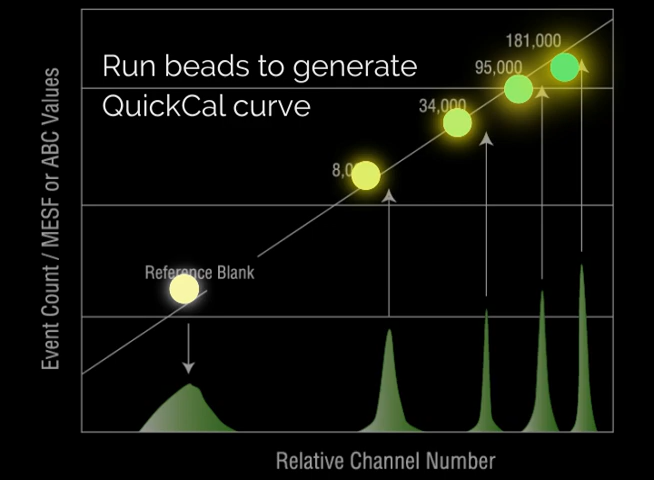 Run beads to generate
QuickCal curve
181,000
95,000
34,000
Reference Blank
Event Count / MESF or ABC Values
Relative Channel Number